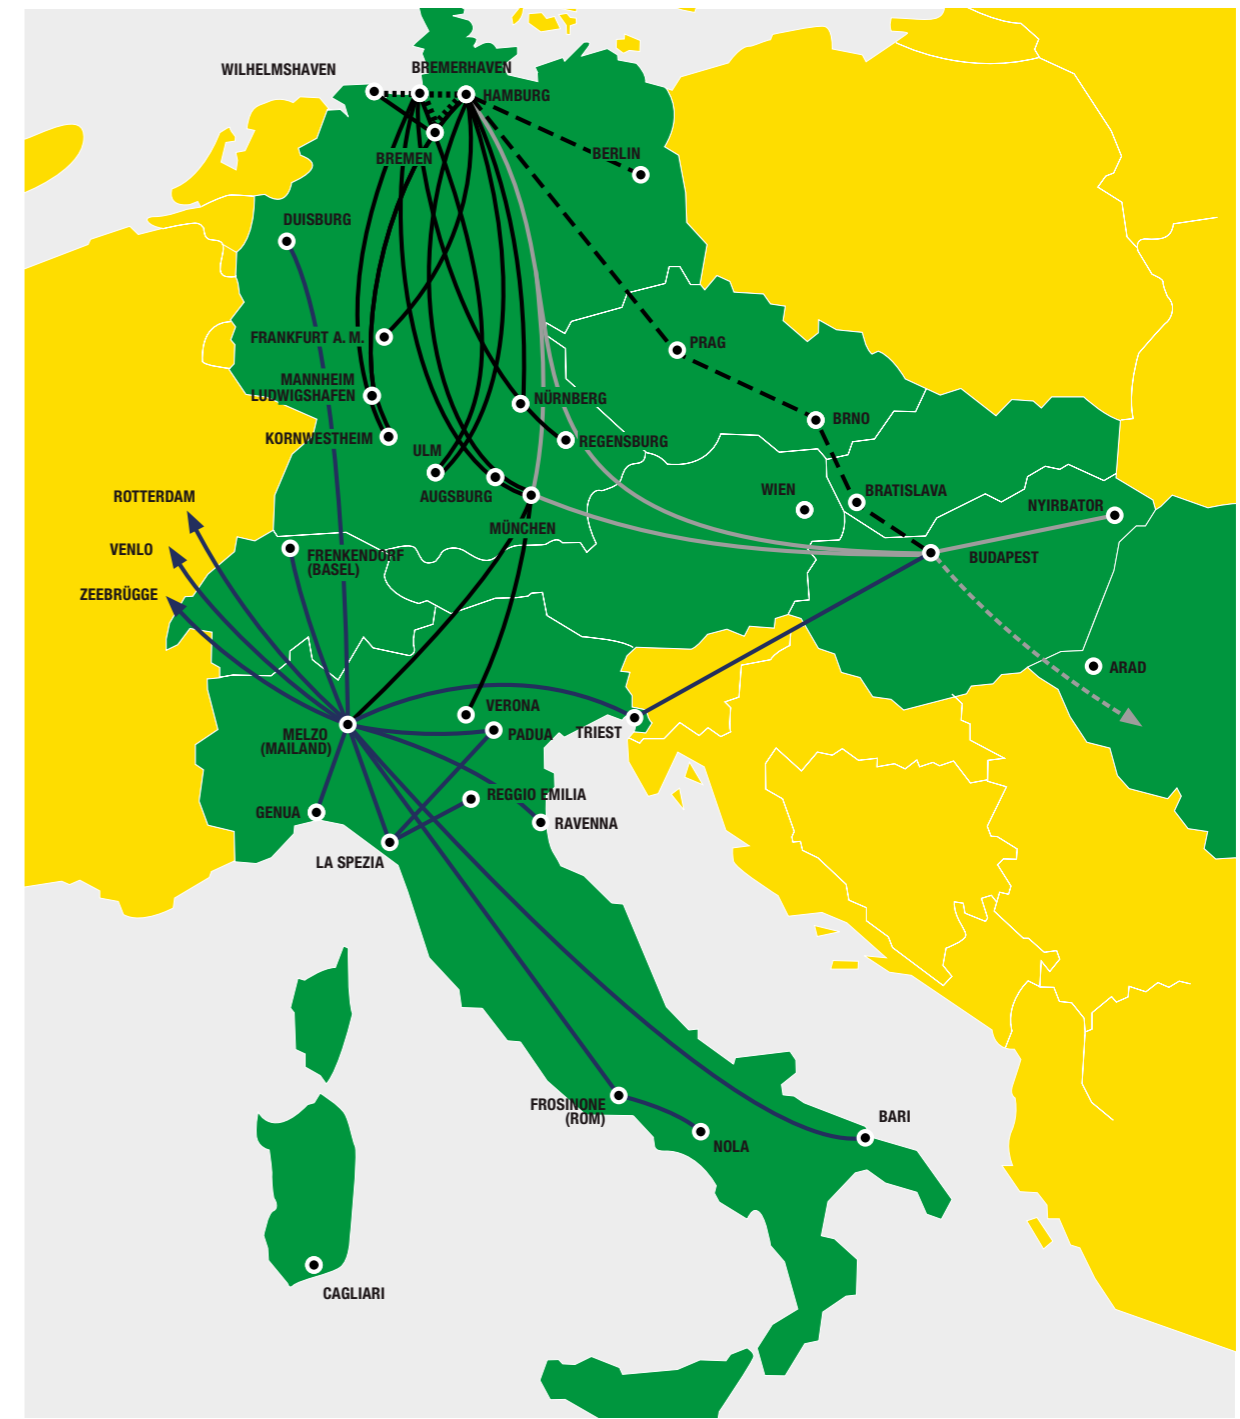 WILHELMSHAVEN
BREMERHAVEN
HAMBURG
BREMEN
BERLIN
DUISBURG
FRANKFURT A. M.
PRAG
MANNHEIM
LUDWIGSHAFEN
NÜRNBERG
BRNO
KORNWESTHEIM
REGENSBURG
ULM
AUGSBURG
WIEN
BRATISLAVA
ROTTERDAM
NYIRBATOR
MÜNCHEN
VENLO
FRENKENDORF
(BASEL)
BUDAPEST
ZEEBRÜGGE
ARAD
VERONA
MELZO
(MAILAND)
PADUA
TRIEST
REGGIO EMILIA
GENUA
RAVENNA
LA SPEZIA
FROSINONE
(ROM)
BARI
NOLA
CAGLIARI